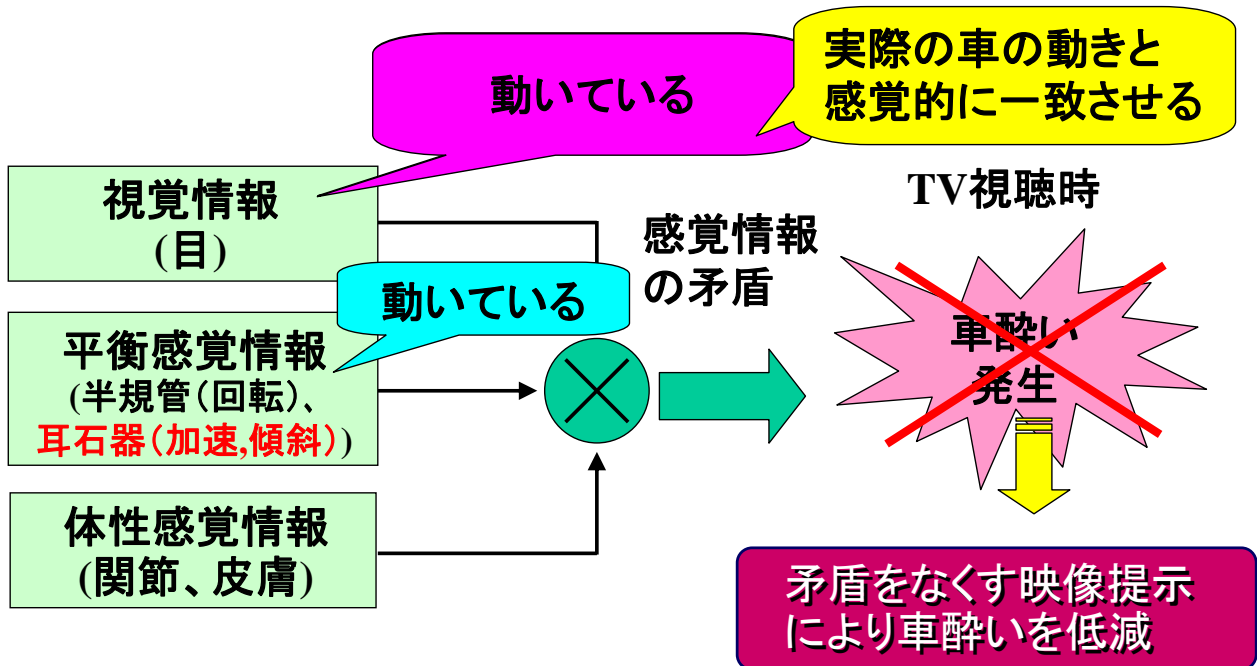 動いている
実際の車の動きと
感覚的に一致させる
視覚情報
(目)
感覚情報
の矛盾
TV視聴時
動いている
平衡感覚情報
(半規管(回転)、
耳石器(加速,傾斜))
車酔い
発生
体性感覚情報
(関節、皮膚)
矛盾をなくす映像提示
により車酔いを低減